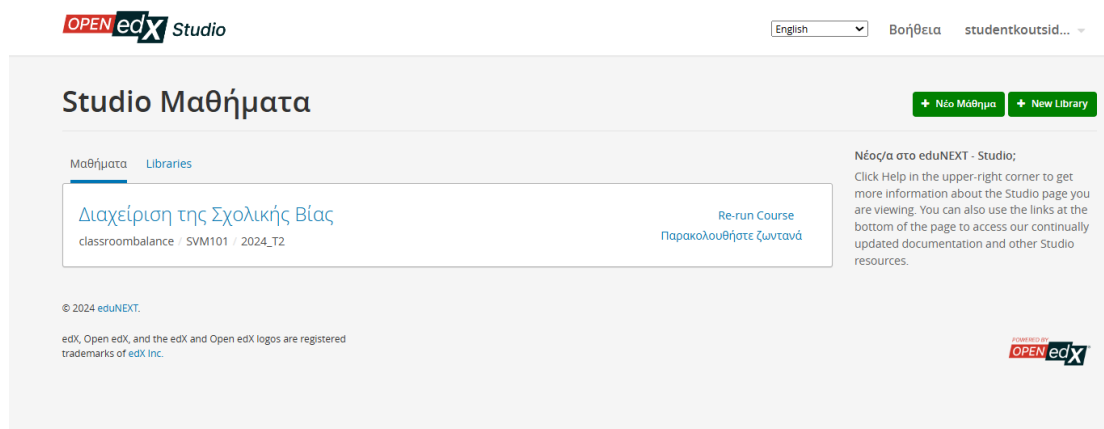 OPEN edX Studio
English
Βοήθεια
studentkoutsid...
Studio Μαθήματα
+ Νέο Μάθημα
+ New Library
Μαθήματα
Libraries
Διαχείριση της Σχολικής Βίας
classroombalance / SVM101 / 2024_T2
Re-run Course
Παρακολουθήστε ζωντανά
Νέος/α στο eduNEXT - Studio;
Click Help in the upper-right corner to get
more information about the Studio page you
are viewing. You can also use the links at the
bottom of the page to access our continually
updated documentation and other Studio
resources.
© 2024 eduNEXT.
edX, Open edX, and the edX and Open edX logos are registered
trademarks of edX Inc.
POWERED BY
OPEN edX